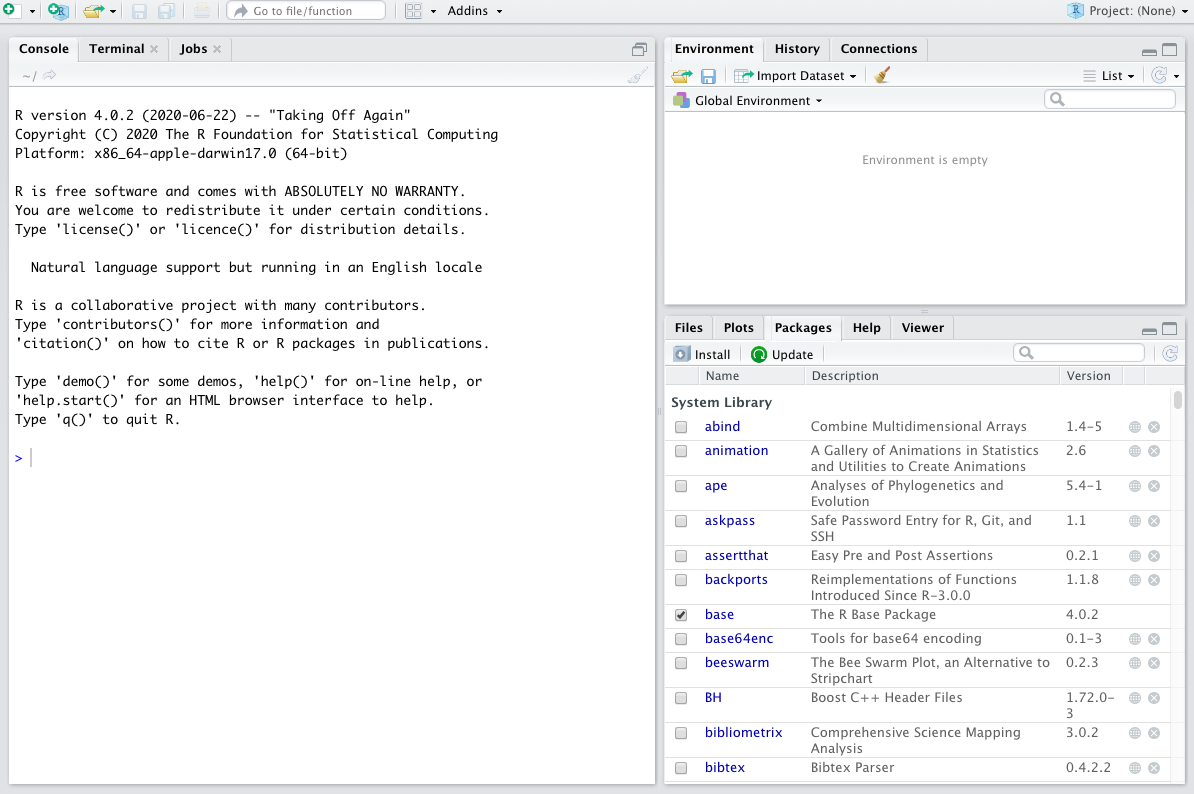 Go to file/function
Addins
Project: (None)
Console
Terminal
Jobs
~/
R version 4.0.2 (2020-06-22) -- "Taking Off Again"
Copyright (C) 2020 The R Foundation for Statistical Computing
Platform: x86_64-apple-darwin17.0 (64-bit)
R is free software and comes with ABSOLUTELY NO WARRANTY.
You are welcome to redistribute it under certain conditions.
Type 'license()' or 'licence()' for distribution details.
Natural language support but running in an English locale
R is a collaborative project with many contributors.
Type 'contributors()' for more information and
'citation()' on how to cite R or R packages in publications.
Type 'demo()' for some demos, 'help()' for on-line help, or
'help.start()' for an HTML browser interface to help.
Type 'q()' to quit R.
>
Environment
History
Connections
Import Dataset
List
Global Environment
Environment is empty
Files
Plots
Packages
Help
Viewer
Install
Update
Name Description Version
System Library
abind Combine Multidimensional Arrays 1.4-5
animation A Gallery of Animations in Statistics 2.6
and Utilities to Create Animations
ape Analyses of Phylogenetics and 5.4-1
Evolution
askpass Safe Password Entry for R, Git, and 1.1
SSH
assertthat Easy Pre and Post Assertions 0.2.1
backports Reimplementations of Functions 1.1.8
Introduced Since R-3.0.0
base The R Base Package 4.0.2
base64enc Tools for base64 encoding 0.1-3
beeswarm The Bee Swarm Plot, an Alternative to 0.2.3
Stripchart
BH Boost C++ Header Files 1.72.0-
3
bibliometrix Comprehensive Science Mapping 3.0.2
Analysis
bibtex Bibtex Parser 0.4.2.2